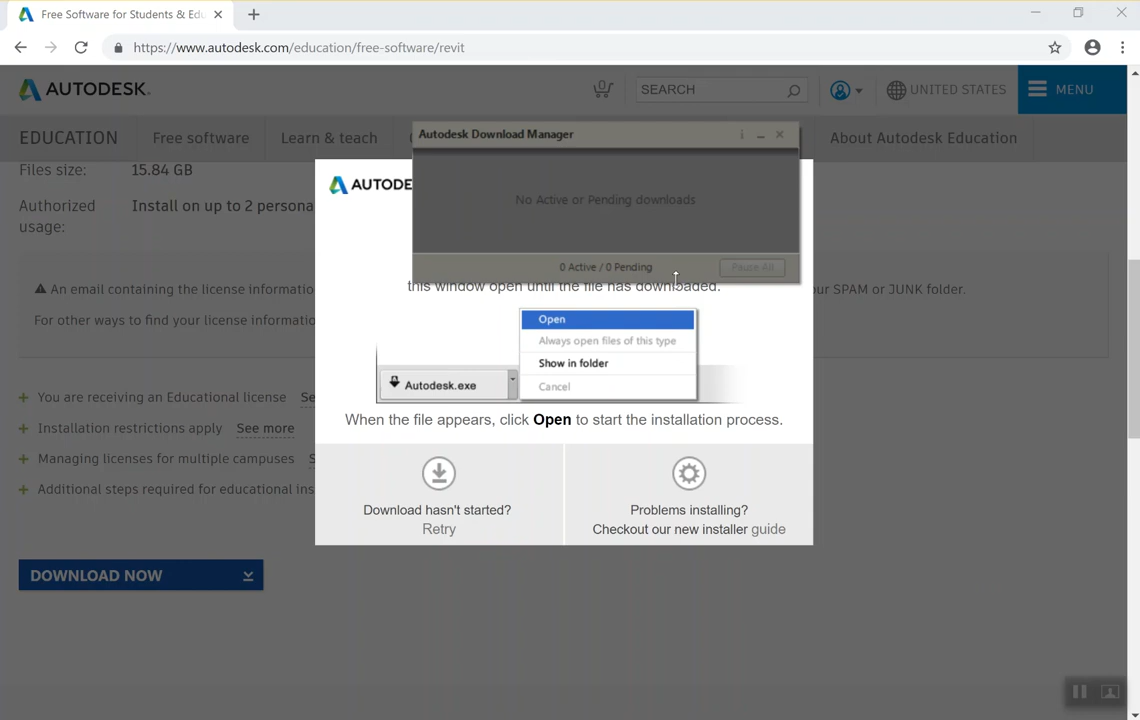 Free Software for Students & Edu
https://www.autodesk.com/education/free-software/revit
AUTODESK.
0
SEARCH
UNITED STATES
MENU
EDUCATION
Free software
Learn & teach
About Autodesk Education
Autodesk Download Manager
No Active or Pending downloads
0 Active / 0 Pending
Pause All
Files size:
15.84 GB
Authorized
usage:
Install on up to 2 persona
AUTODE
this window open until the file has downloaded.
An email containing the license informatio
our SPAM or JUNK folder.
For other ways to find your license informatio
Open
Always open files of this type
Show in folder
Cancel
Autodesk.exe
When the file appears, click Open to start the installation process.
You are receiving an Educational license
Se
Installation restrictions apply
See more
Managing licenses for multiple campuses
S
Additional steps required for educational ins
Download hasn't started?
Retry
Problems installing?
Checkout our new installer guide
DOWNLOAD NOW